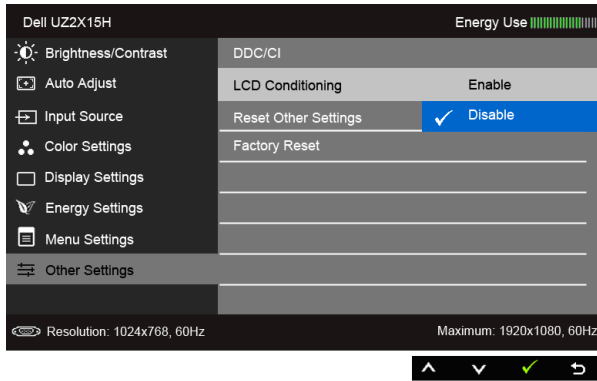 Dell UZ2X15H
Energy Use
Brightness/Contrast
Auto Adjust
Input Source
Color Settings
Display Settings
Energy Settings
Menu Settings
Other Settings
DDC/CI
LCD Conditioning
Enable
Reset Other Settings
Disable
Factory Reset
Resolution: 1024x768, 60Hz
Maximum: 1920x1080, 60Hz